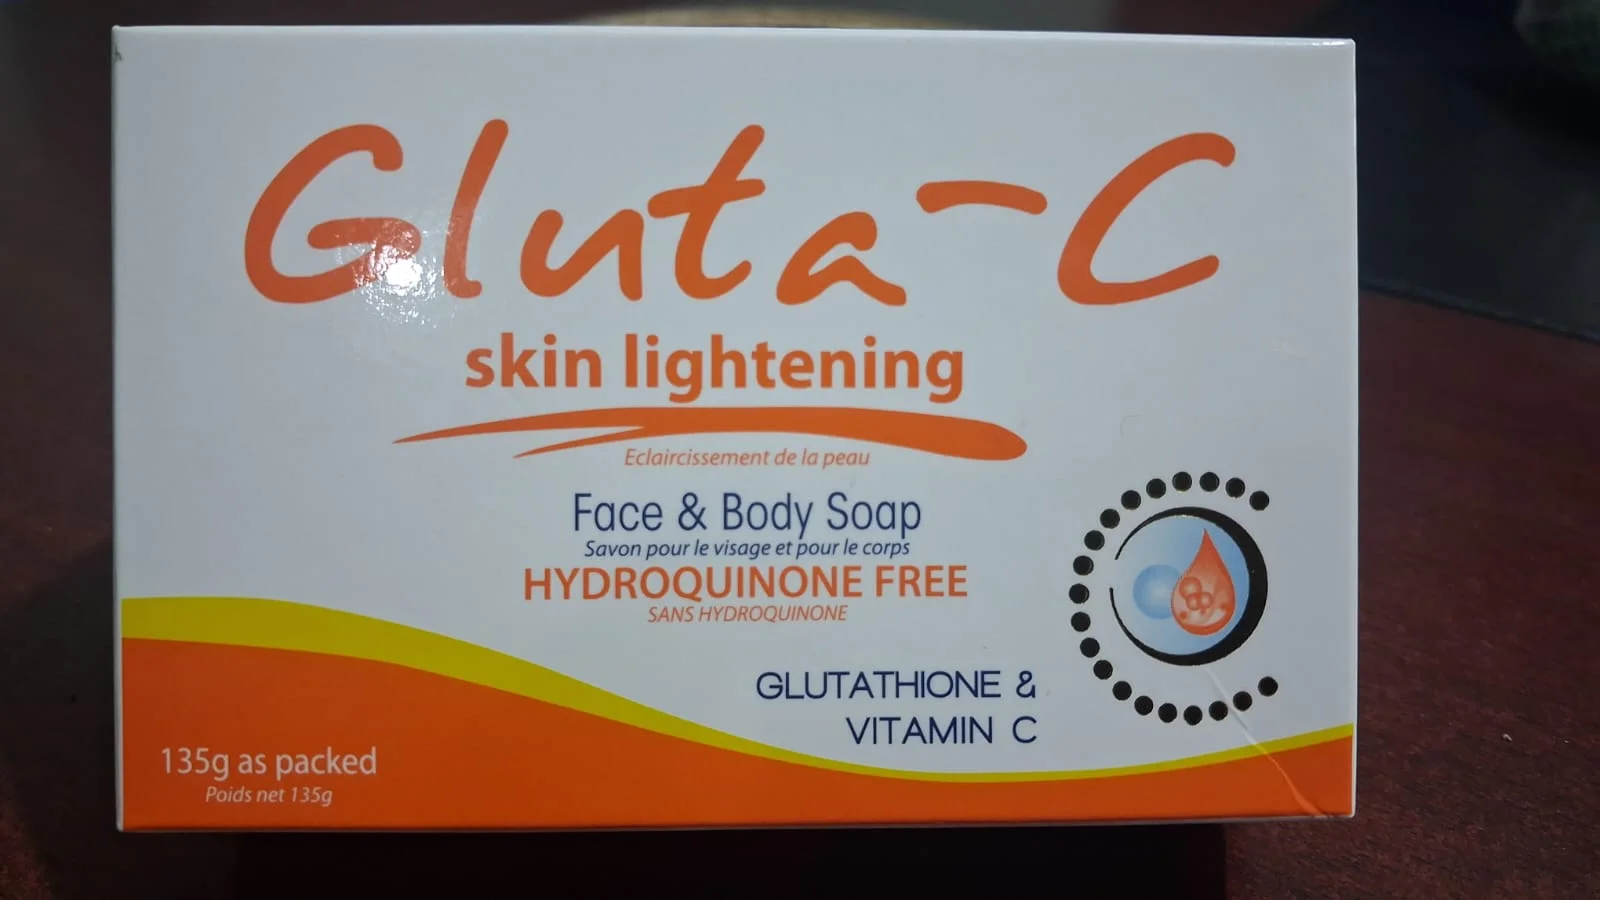 Gluta-C
skin lightening
Eclaircissement de la peau
Face & Body Soap
Savon pour le visage et pour le corps
HYDROQUINONE FREE
SANS HYDROQUINONE
GLUTATHIONE &
VITAMIN C
135g as packed
Poids net 135g